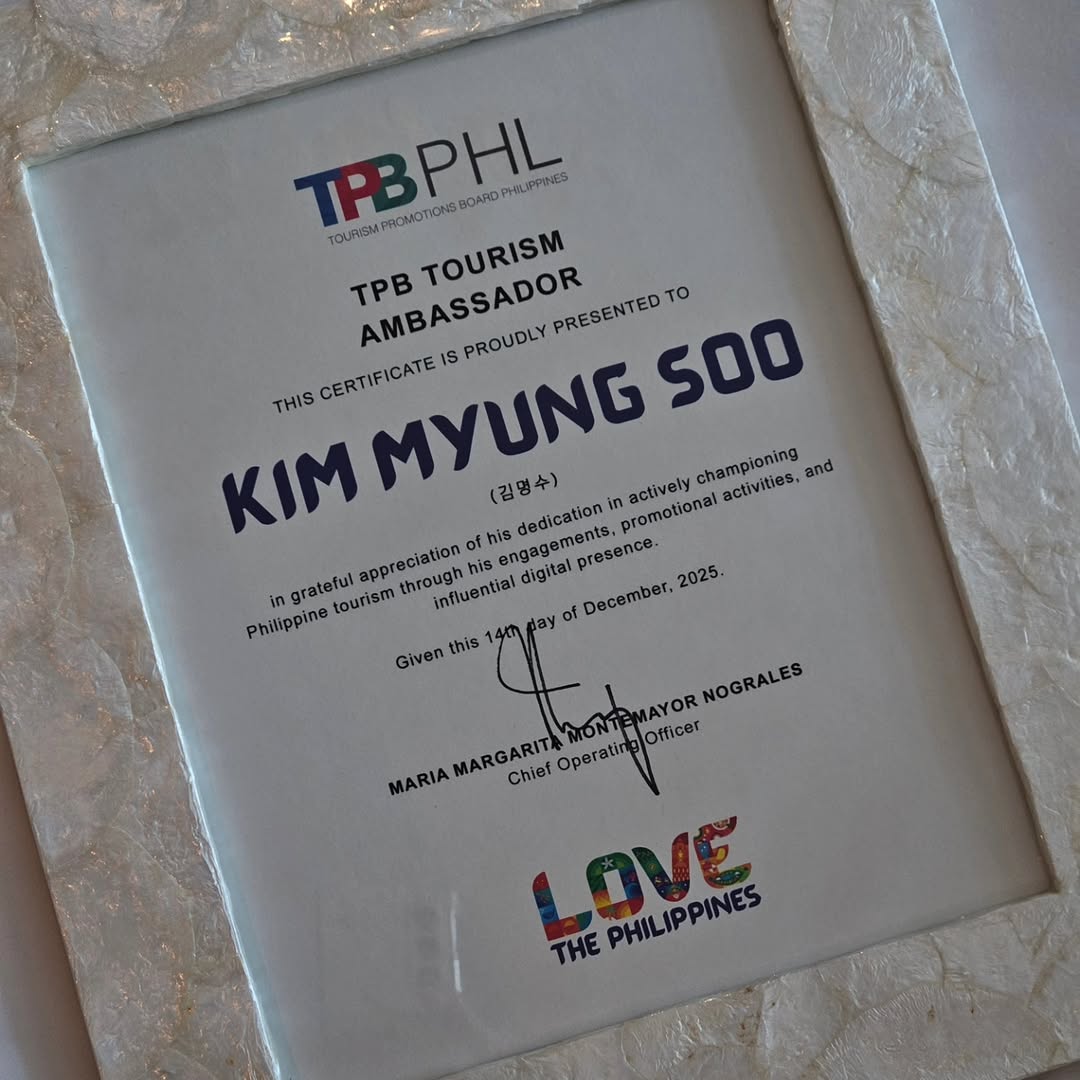 TPBPHL
TOURISM PROMOTIONS BOARD PHILIPPINES
TPB TOURISM
AMBASSADOR
THIS CERTIFICATE IS PROUDLY PRESENTED TO
KIM MYUNG SOO
(김명수)
in grateful appreciation of his dedication in actively championing
Philippine tourism through his engagements, promotional activities, and
influential digital presence.
Given this 14th day of December, 2025.
MARIA MARGARITA MONTEMAYOR NOGRALES
Chief Operating Officer
LOVE
THE PHILIPPINES